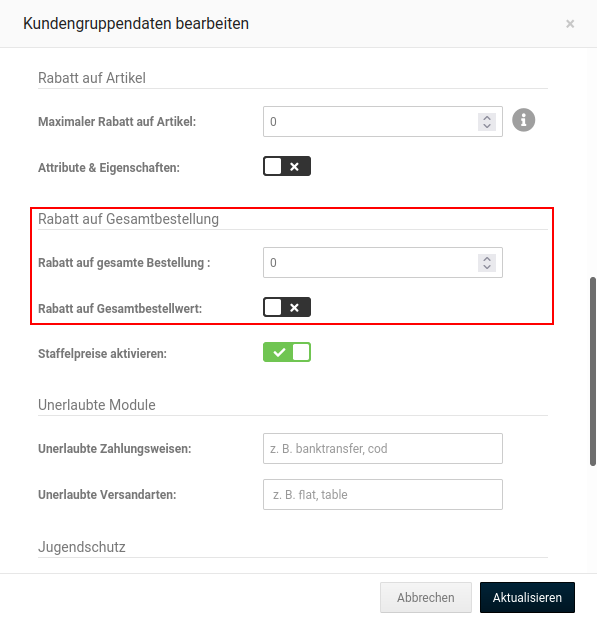 Kundengruppendaten bearbeiten ×
Rabatt auf Artikel
Maximaler Rabatt auf Artikel: 0
Attribute & Eigenschaften:
Rabatt auf Gesamtbestellung
Rabatt auf gesamte Bestellung : 0
Rabatt auf Gesamtbestellwert:
Staffelpreise aktivieren:
Unerlaubte Module
Unerlaubte Zahlungsweisen: z. B. banktransfer, cod
Unerlaubte Versandarten: z. B. flat, table
Jugendschutz
Abbrechen Aktualisieren